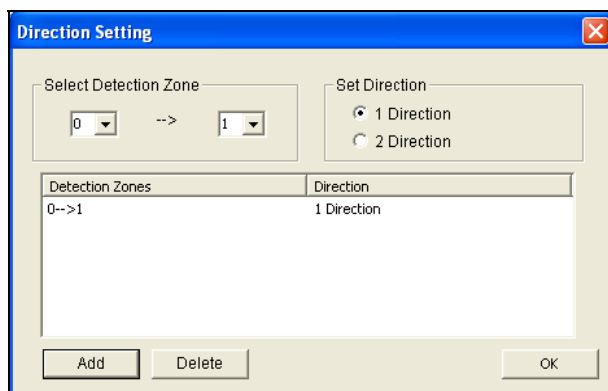 Direction Setting
Select Detection Zone
0 --> 1
Set Direction
1 Direction
2 Direction
Detection Zones Direction
0-->1 1 Direction
Add Delete OK